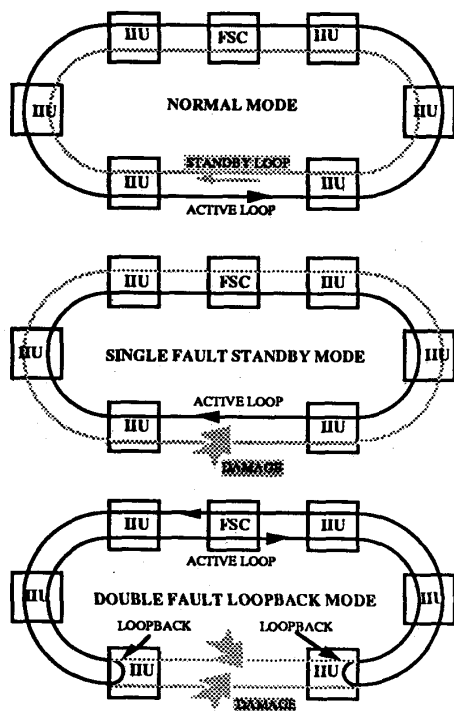 IIU FSC IIU
IIU IIU
NORMAL MODE
STANDBY LOOP
IIU IIU
ACTIVE LOOP
IIU FSC IIU
IIU IIU
SINGLE FAULT STANDBY MODE
ACTIVE LOOP
IIU IIU
DAMAGE
IIU FSC IIU
ACTIVE LOOP
IIU IIU
DOUBLE FAULT LOOPBACK MODE
LOOPBACK LOOPBACK
IIU IIU
DAMAGE